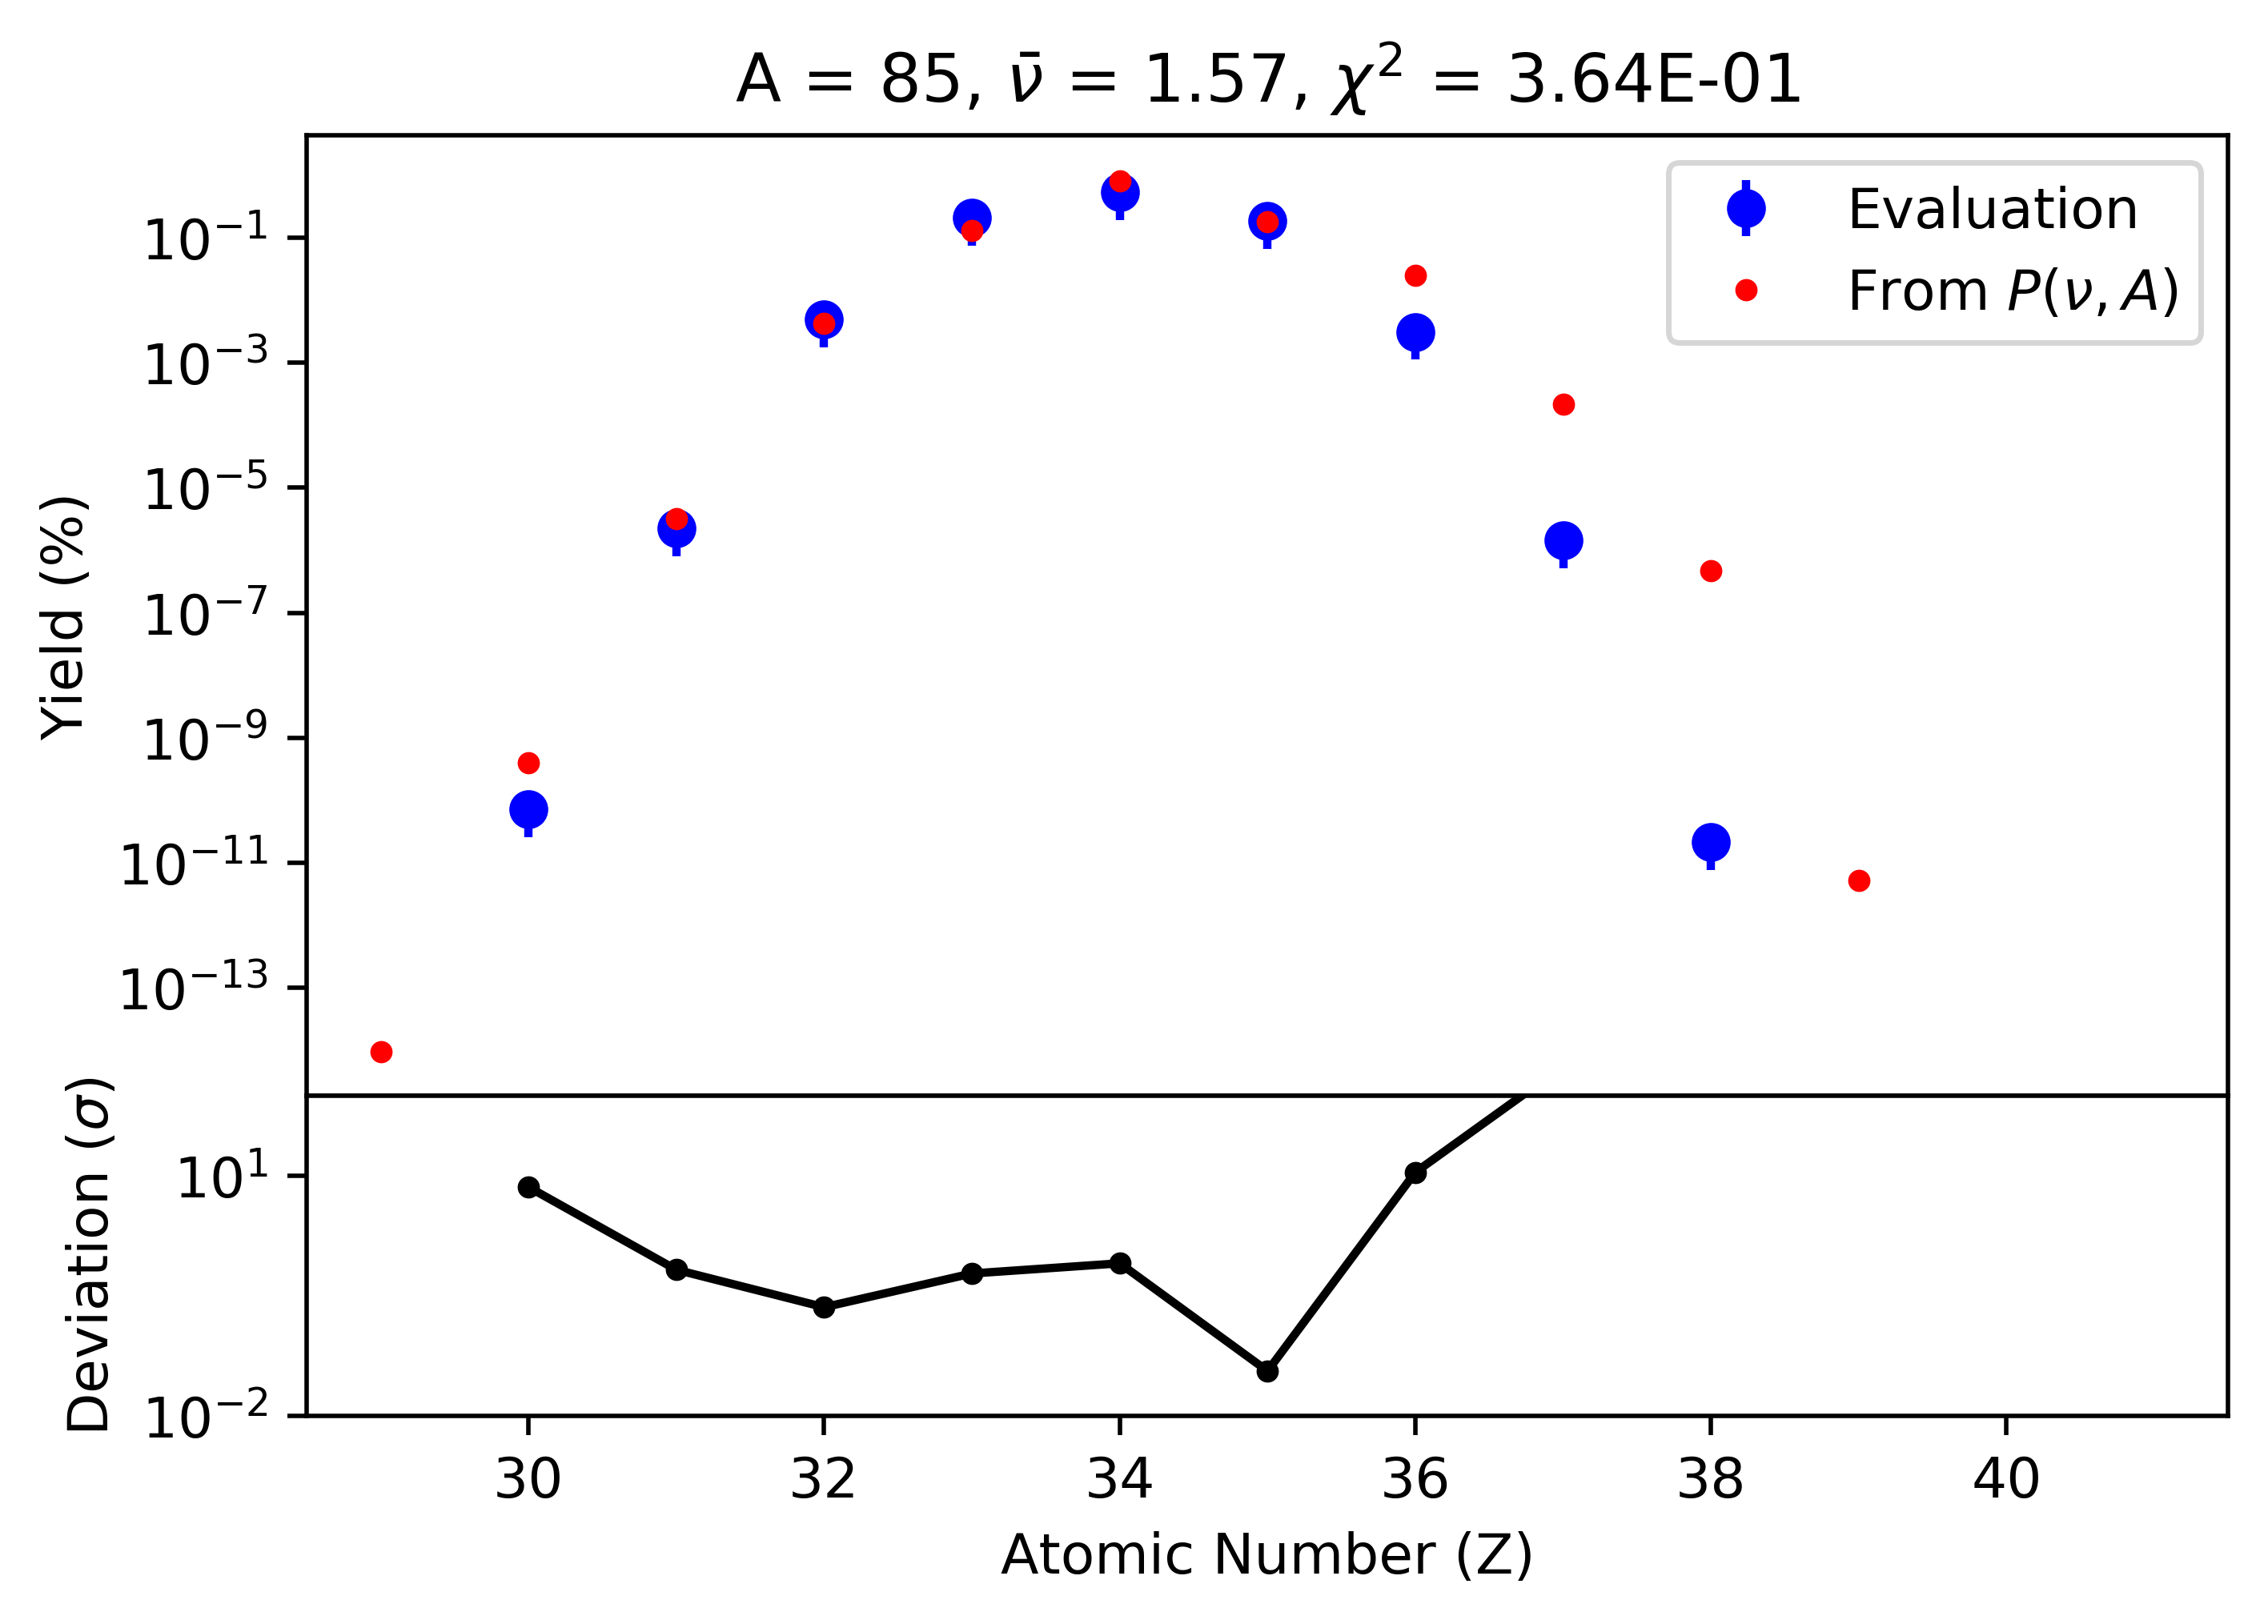 A = 85, ν̄ = 1.57, χ² = 3.64E-01
Evaluation
From P(ν, A)
Yield (%)
10⁻¹
10⁻³
10⁻⁵
10⁻⁷
10⁻⁹
10⁻¹¹
10⁻¹³
Deviation (σ)
10¹
10⁻²
30 32 34 36 38 40
Atomic Number (Z)